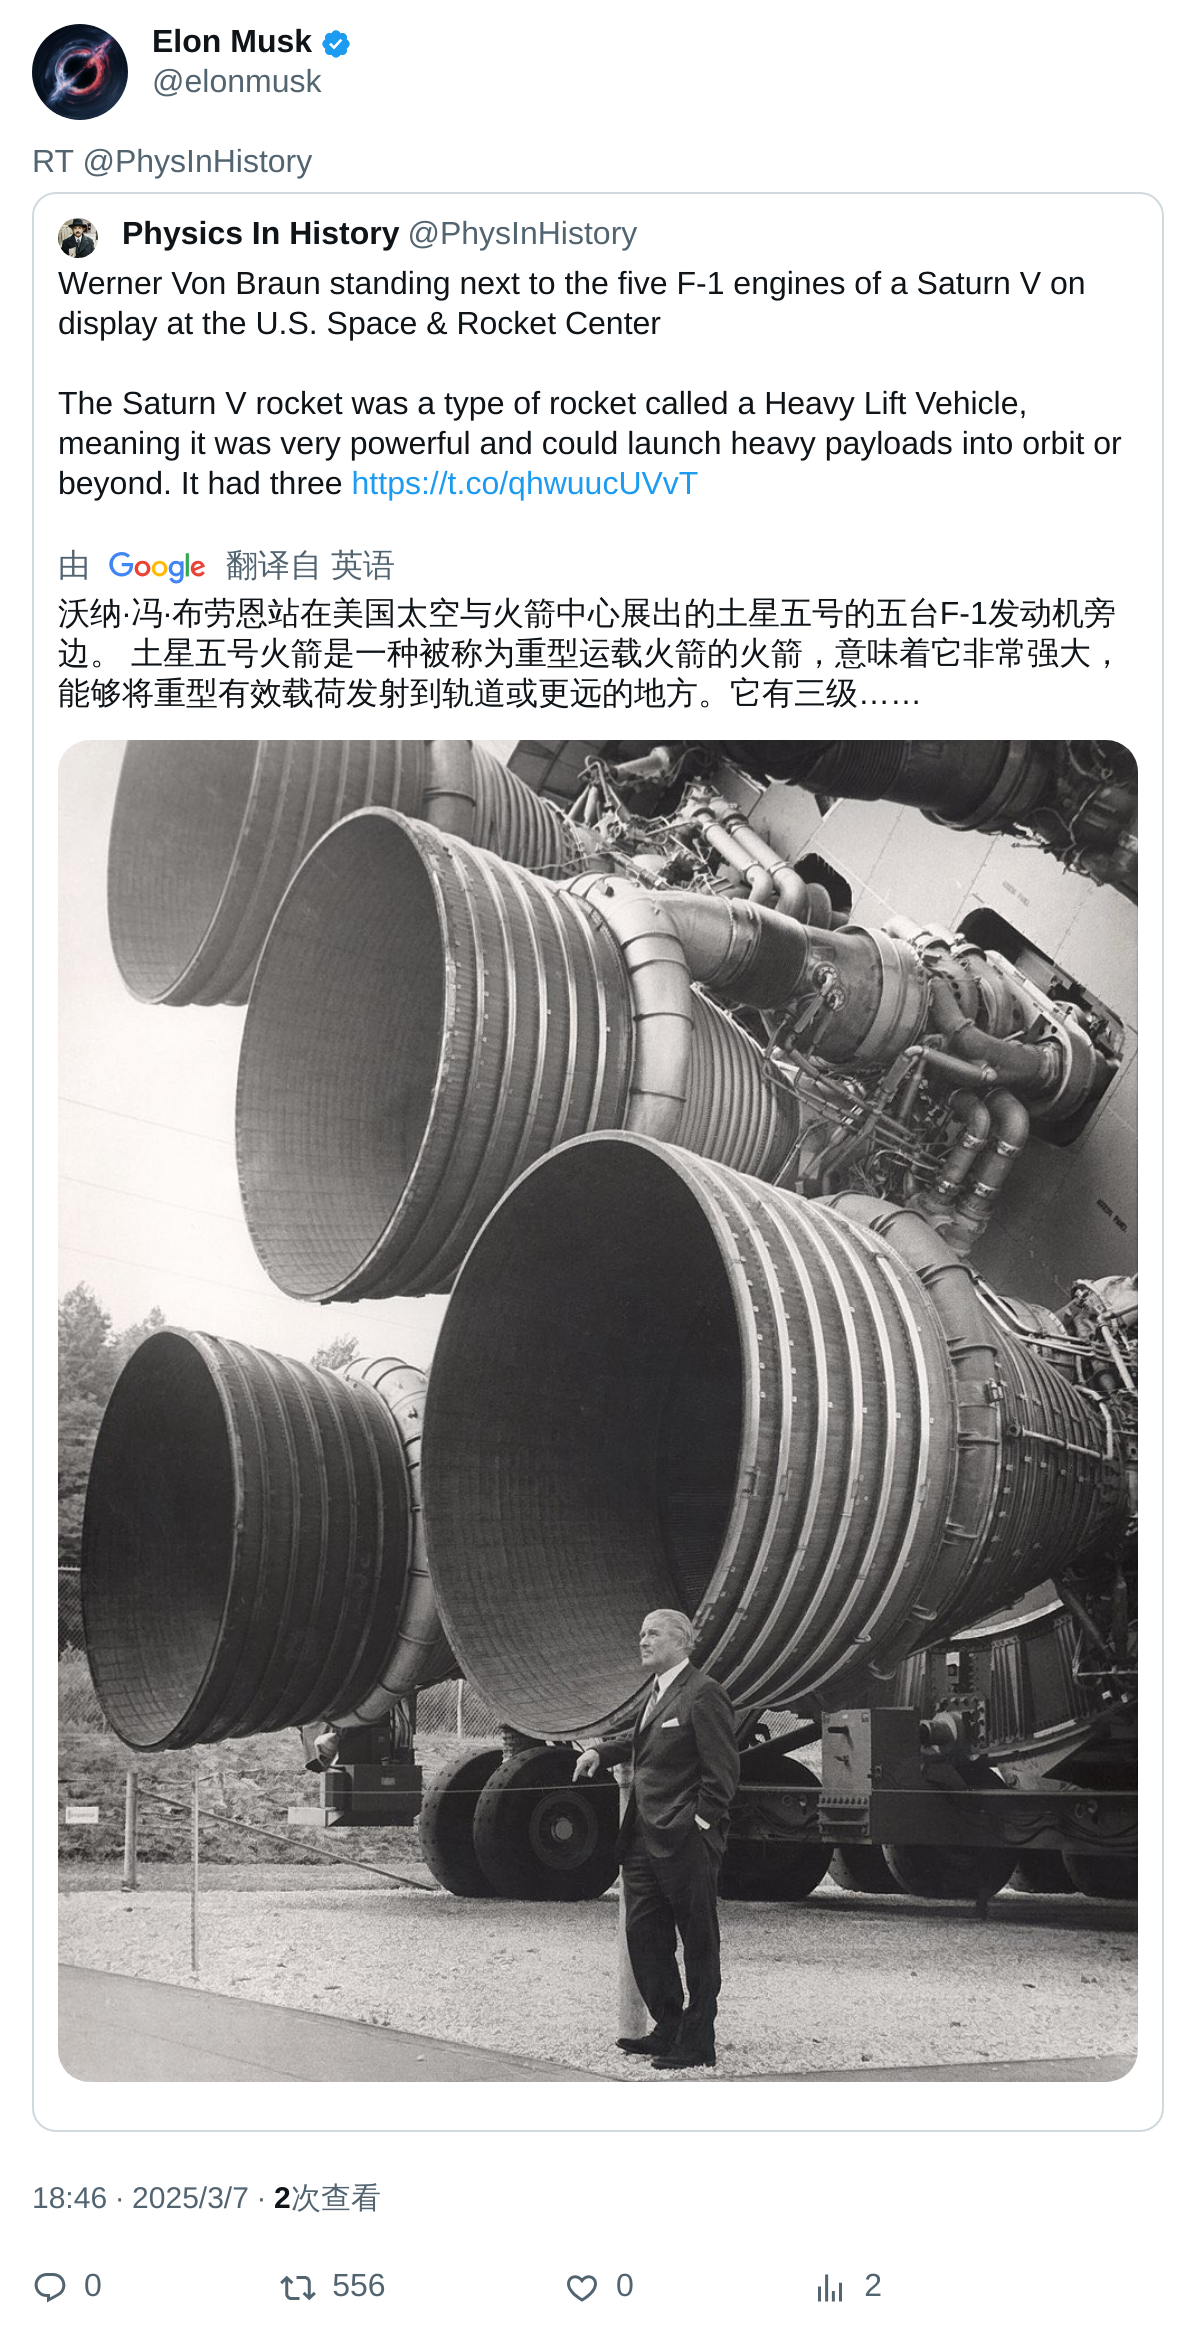 Elon Musk
@elonmusk
RT @PhysInHistory
Physics In History @PhysInHistory
Werner Von Braun standing next to the five F-1 engines of a Saturn V on
display at the U.S. Space & Rocket Center
The Saturn V rocket was a type of rocket called a Heavy Lift Vehicle,
meaning it was very powerful and could launch heavy payloads into orbit or
beyond. It had three https://t.co/qhwuucUVvT
由 Google 翻译自 英语
沃纳·冯·布劳恩站在美国太空与火箭中心展出的土星五号的五台F-1发动机旁
边。 土星五号火箭是一种被称为重型运载火箭的火箭，意味着它非常强大，
能够将重型有效载荷发射到轨道或更远的地方。它有三级……
18:46 · 2025/3/7 · 2次查看
0 556 0 2